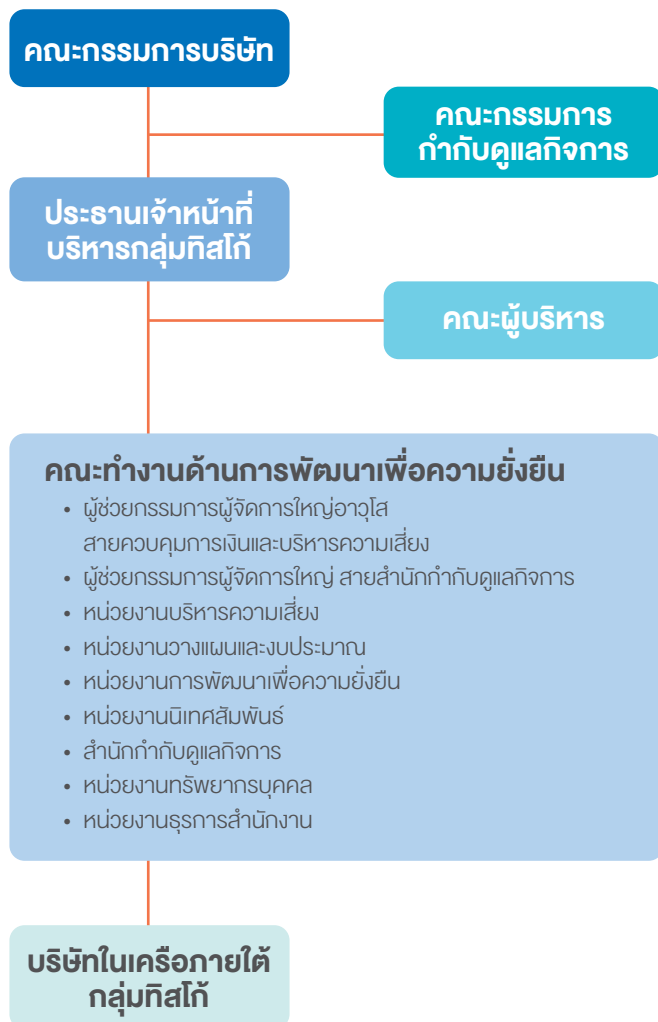 คณะกรรมการบริษัท
คณะกรรมการ
กำกับดูแลกิจการ
ประธานเจ้าหน้าที่
บริหารกลุ่มทิสโก้
คณะผู้บริหาร
คณะทำงานด้านการพัฒนาเพื่อความยั่งยืน
• ผู้ช่วยกรรมการผู้จัดการใหญ่อาวุโส
สายควบคุมการเงินและบริหารความเสี่ยง
• ผู้ช่วยกรรมการผู้จัดการใหญ่ สายสำนักกำกับดูแลกิจการ
• หน่วยงานบริหารความเสี่ยง
• หน่วยงานวางแผนและงบประมาณ
• หน่วยงานการพัฒนาเพื่อความยั่งยืน
• หน่วยงานนิเทศสัมพันธ์
• สำนักกำกับดูแลกิจการ
• หน่วยงานทรัพยากรบุคคล
• หน่วยงานธุรการสำนักงาน
บริษัทในเครือภายใต้
กลุ่มทิสโก้